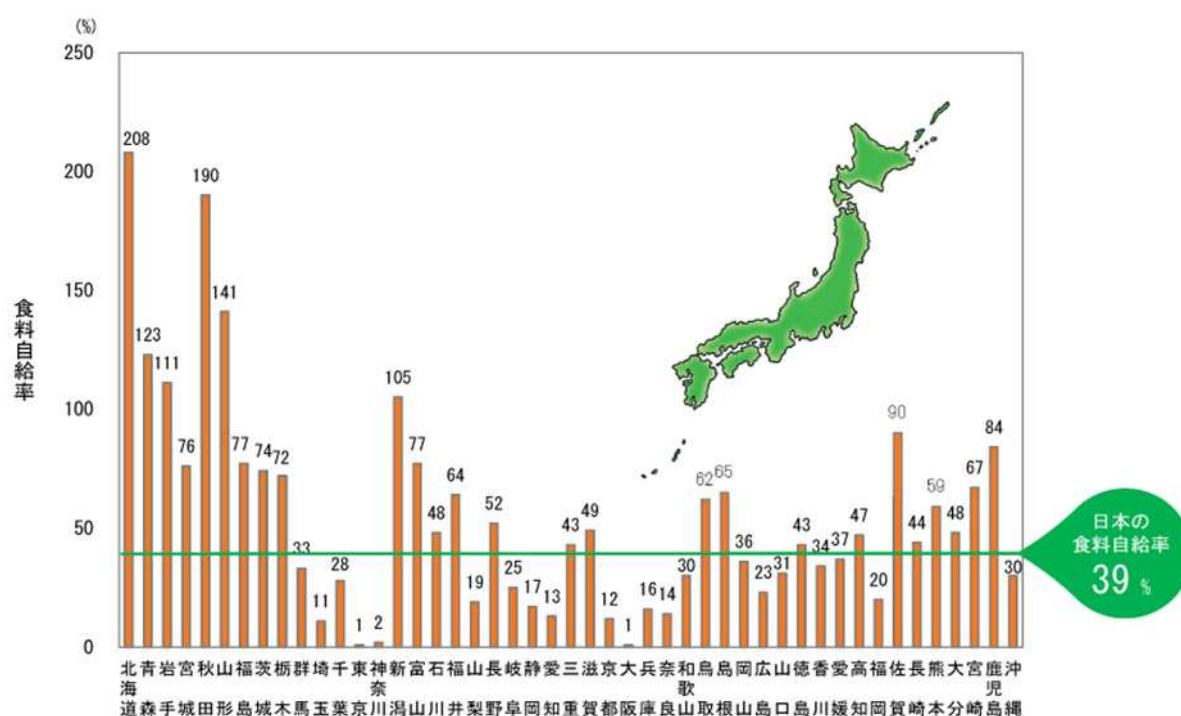 (%)
250
200
150
100
50
0
食料自給率
208
123
111
76
190
141
77
74
72
33
11
28
1
2
105
77
48
64
19
52
25
17
13
43
49
12
1
16
14
30
62
65
36
23
31
43
34
37
47
20
90
44
59
48
67
84
30
北海道
青森
岩手
宮城
秋田
山形
福島
茨城
栃木
群馬
埼玉
千葉
東京
神奈川
新潟
富山
石川
福井
山梨
長野
岐阜
静岡
愛知
三重
滋賀
京都
大阪
兵庫
奈良
和歌山
鳥取
島根
岡山
広島
山口
徳島
香川
愛媛
高知
福岡
佐賀
長崎
熊本
大分
宮崎
鹿児島
沖縄
日本の
食料自給率
39 %